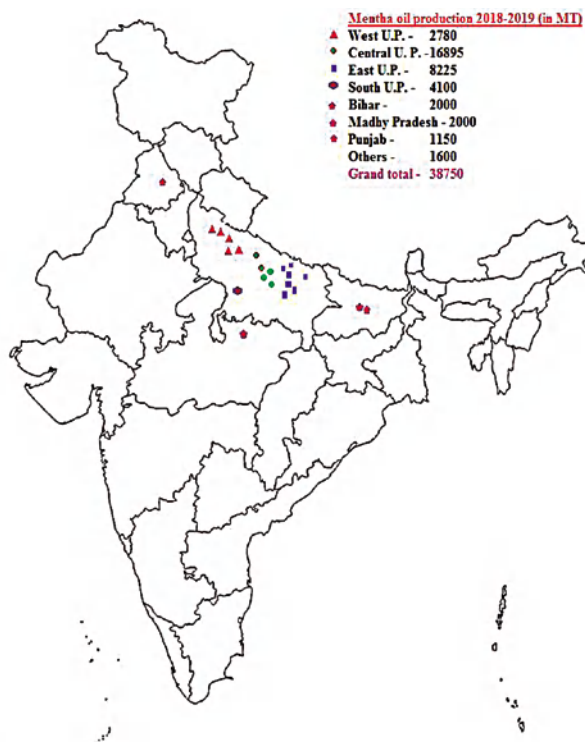 Mentha oil production 2018-2019 (in MT)
West U.P. - 2780
Central U. P. -16895
East U.P. - 8225
South U.P. - 4100
Bihar - 2000
Madhy Pradesh - 2000
Punjab - 1150
Others - 1600
Grand total - 38750